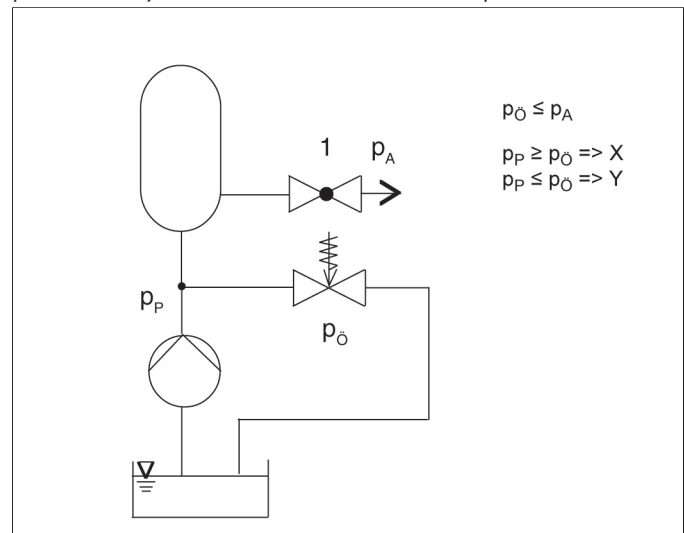 1
p_A
p_Ö ≤ p_A
p_P ≥ p_Ö => X
p_P ≤ p_Ö => Y
p_P
p_Ö